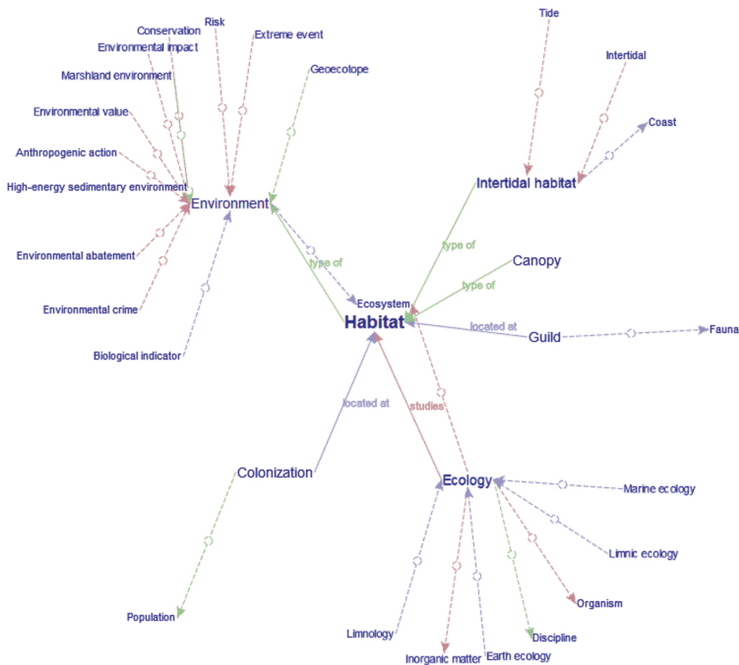 Tide
Risk
Conservation
Extreme event
Environmental impact
Intertidal
Geoecotope
Marshland environment
Environmental value
Coast
Anthropogenic action
Intertidal habitat
High-energy sedimentary environment
Environment
type of
Environmental abatement
Canopy
type of
type of
Ecosystem
Environmental crime
Habitat
located at
Guild
Fauna
Biological indicator
located at
studies
Colonization
Ecology
Marine ecology
Limnic ecology
Organism
Population
Limnology
Discipline
Earth ecology
Inorganic matter